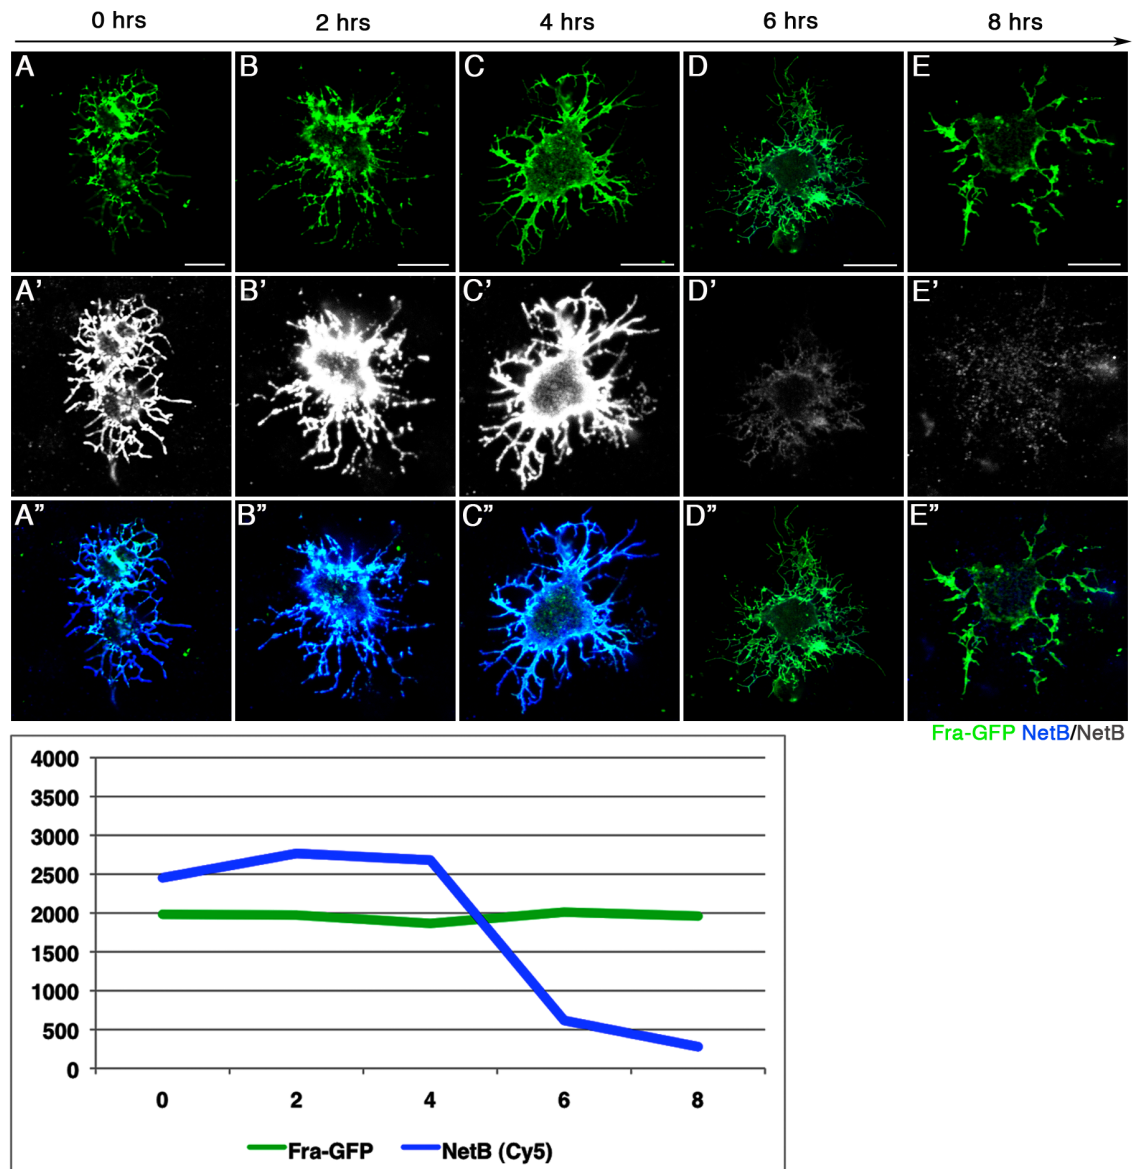 0 hrs 2 hrs 4 hrs 6 hrs 8 hrs
A B C D E
A' B' C' D' E'
A" B" C" D" E"
Fra-GFP NetB/NetB
4000
3500
3000
2500
2000
1500
1000
500
0
0 2 4 6 8
Fra-GFP NetB (Cy5)